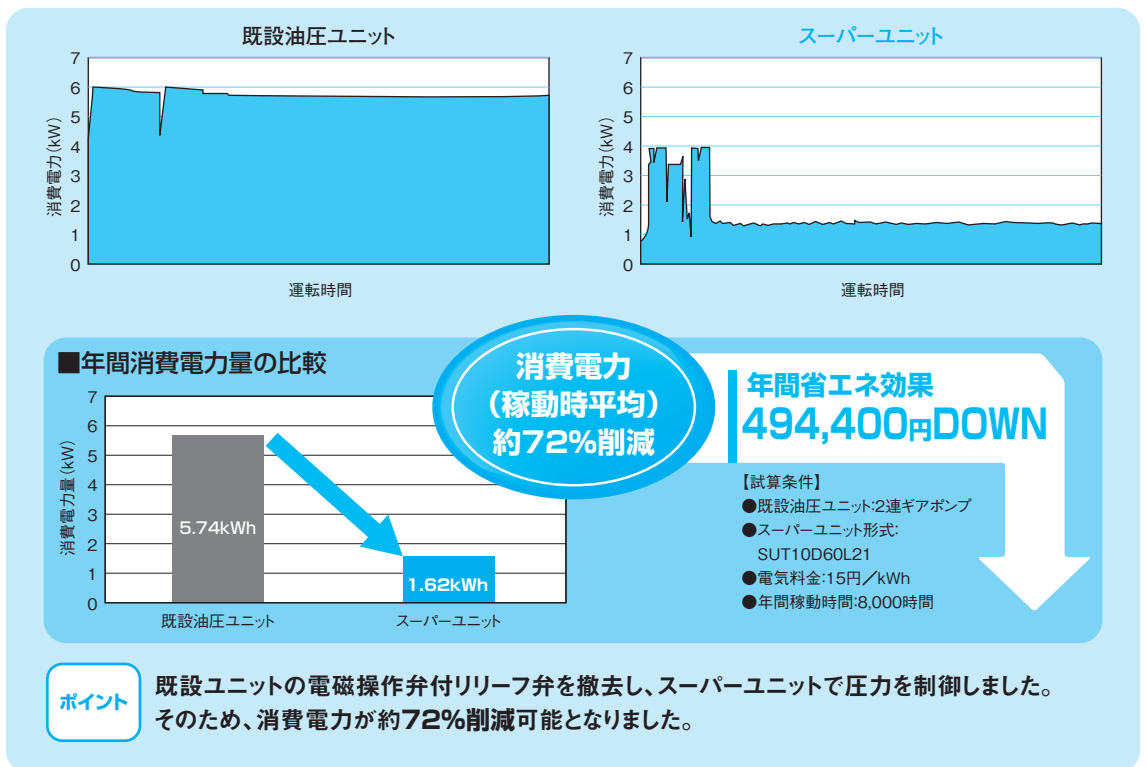 既設油圧ユニット
7
6
5
4
3
2
1
0
消費電力(kW)
運転時間
スーパーユニット
7
6
5
4
3
2
1
0
消費電力(kW)
運転時間
■年間消費電力量の比較
7
6
5
4
3
2
1
0
消費電力量(kW)
5.74kWh
1.62kWh
既設油圧ユニット
スーパーユニット
消費電力
(稼動時平均)
約72%削減
年間省エネ効果
494,400円DOWN
【試算条件】
●既設油圧ユニット:2連ギアポンプ
●スーパーユニット形式:
SUT10D60L21
●電気料金:15円/kWh
●年間稼動時間:8,000時間
ポイント
既設ユニットの電磁操作弁付リリーフ弁を撤去し、スーパーユニットで圧力を制御しました。
そのため、消費電力が約72%削減可能となりました。